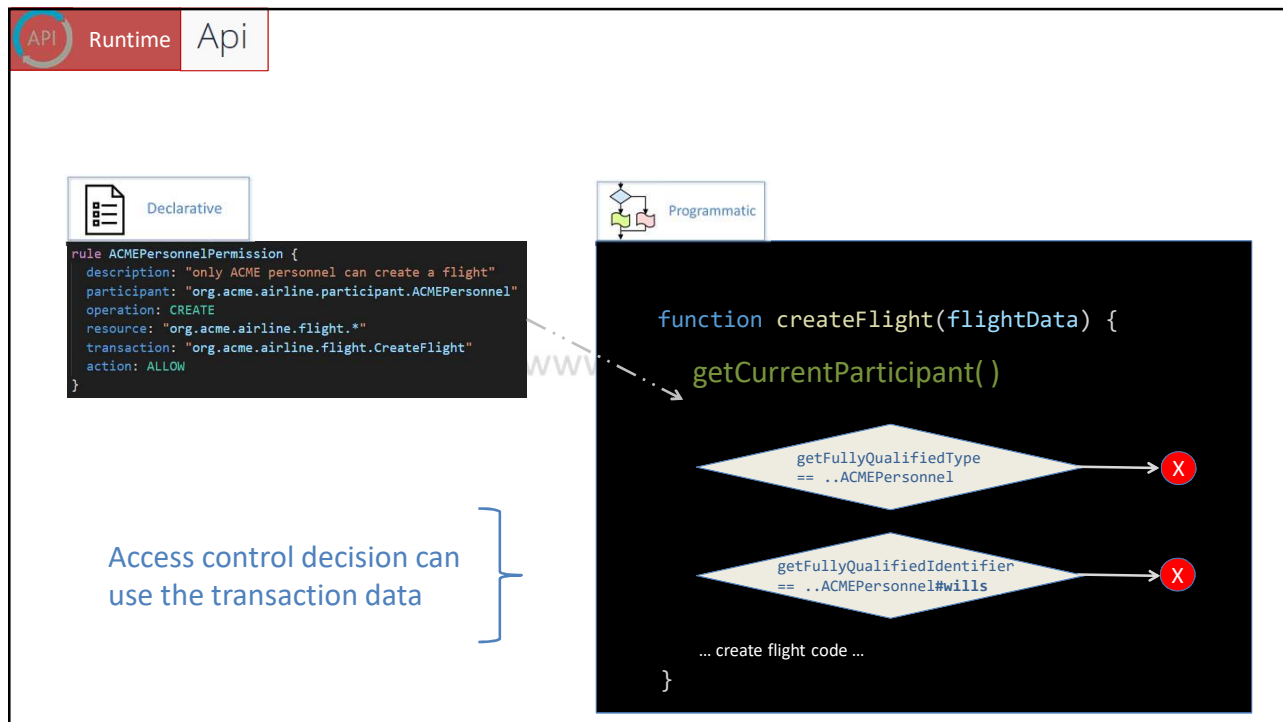 API Runtime Api
Declarative
rule ACMEPersonnelPermission {
description: "only ACME personnel can create a flight"
participant: "org.acme.airline.participant.ACMEPersonnel"
operation: CREATE
resource: "org.acme.airline.flight.*"
transaction: "org.acme.airline.flight.CreateFlight"
action: ALLOW
}
Access control decision can
use the transaction data
Programmatic
function createFlight(flightData) {
getCurrentParticipant( )
getFullyQualifiedType
== ..ACMEPersonnel
X
getFullyQualifiedIdentifier
== ..ACMEPersonnel#wills
X
... create flight code ...
}